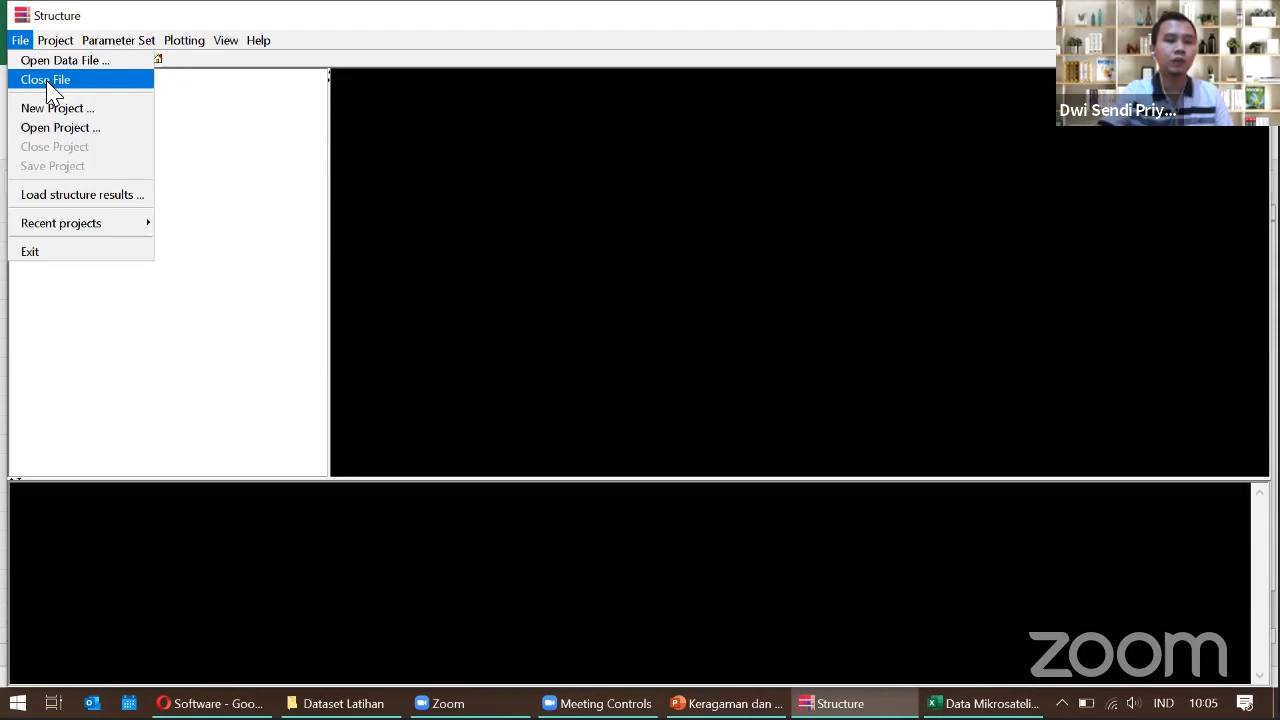 Structure
File Project Parameter Set Plotting View Help
Open Data File ...
Close File
New Project ...
Open Project ...
Close Project
Save Project
Load structure results ...
Recent projects
Exit
Dwi Sendi Priy...
zoom
Software - Goo...
Dataset Latihan
Zoom
Meeting Controls
Keragaman dan ...
Structure
Data Mikrosateli...
IND
10:05